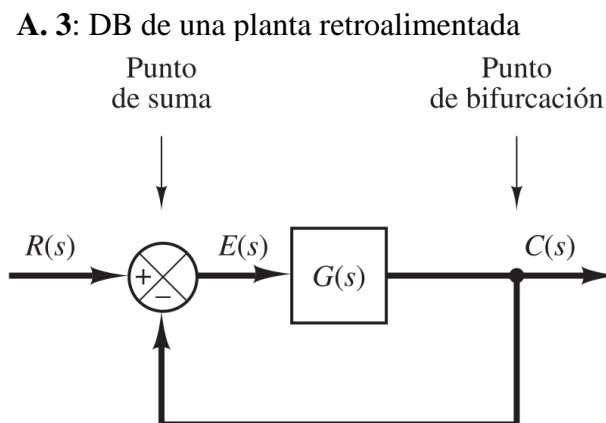 A. 3: DB de una planta retroalimentada
Punto
de suma
Punto
de bifurcación
R(s)
+
−
E(s)
G(s)
C(s)